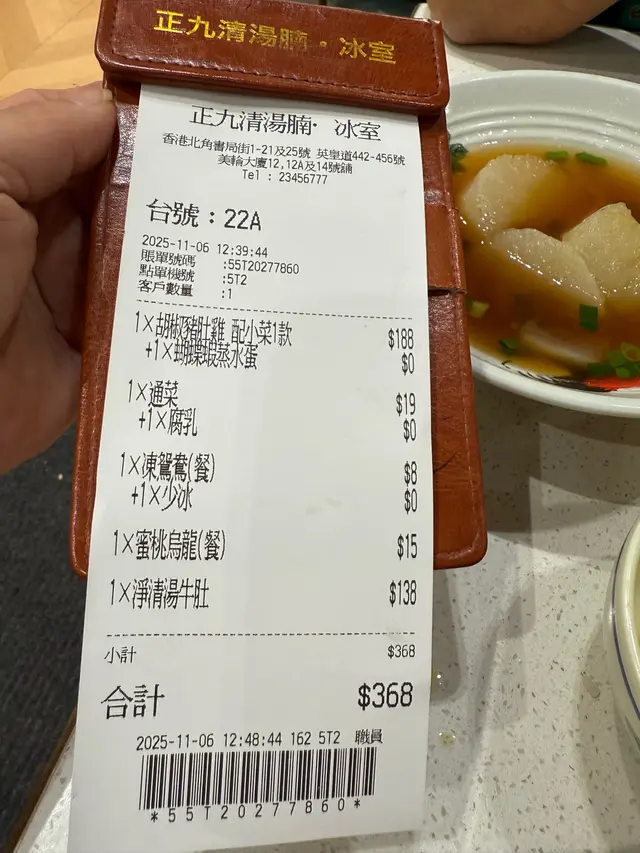 正九清湯腩·冰室
正九清湯腩· 冰室
香港北角書局街1-21及25號 英皇道442-456號
美輪大廈12,12A及14號舖
Tel : 23456777
台號：22A
2025-11-06 12:39:44
賬單號碼 :55T20277860
點單機號 :5T2
客戶數量 :1
1×胡椒豬肚雞 配小菜1款 $188
+1×蝴蝶蝦蒸水蛋 $0
1×通菜 $19
+1×腐乳 $0
1×凍鴛鴦(餐) $8
+1×少冰 $0
1×蜜桃烏龍(餐) $15
1×淨清湯牛肚 $138
小計 $368
合計 $368
2025-11-06 12:48:44 162 5T2 職員
*55T20277860*